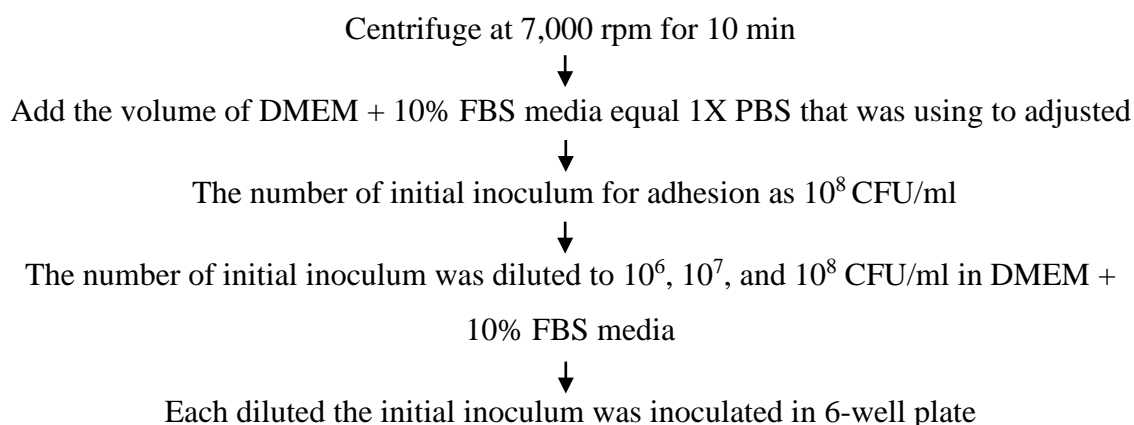 Centrifuge at 7,000 rpm for 10 min
Add the volume of DMEM + 10% FBS media equal 1X PBS that was using to adjusted
The number of initial inoculum for adhesion as 10⁸ CFU/ml
The number of initial inoculum was diluted to 10⁶, 10⁷, and 10⁸ CFU/ml in DMEM +
10% FBS media
Each diluted the initial inoculum was inoculated in 6-well plate